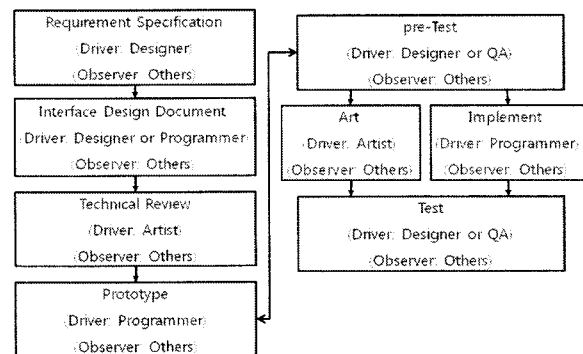 Requirement Specification
(Driver: Designer)
(Observer: Others)
Interface Design Document
(Driver: Designer or Programmer)
(Observer: Others)
Technical Review
(Driver: Artist)
(Observer: Others)
Prototype
(Driver: Programmer)
(Observer: Others)
pre-Test
(Driver: Designer or QA)
(Observer: Others)
Art
(Driver: Artist)
(Observer: Others)
Implement
(Driver: Programmer)
(Observer: Others)
Test
(Driver: Designer or QA)
(Observer: Others)